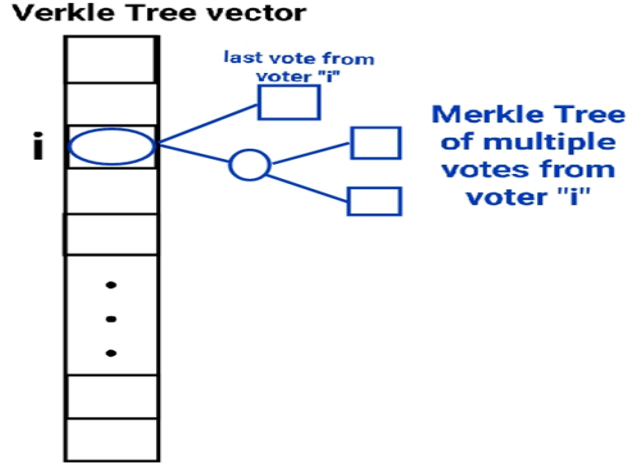 Verkle Tree vector
last vote from
voter "i"
i
Merkle Tree
of multiple
votes from
voter "i"